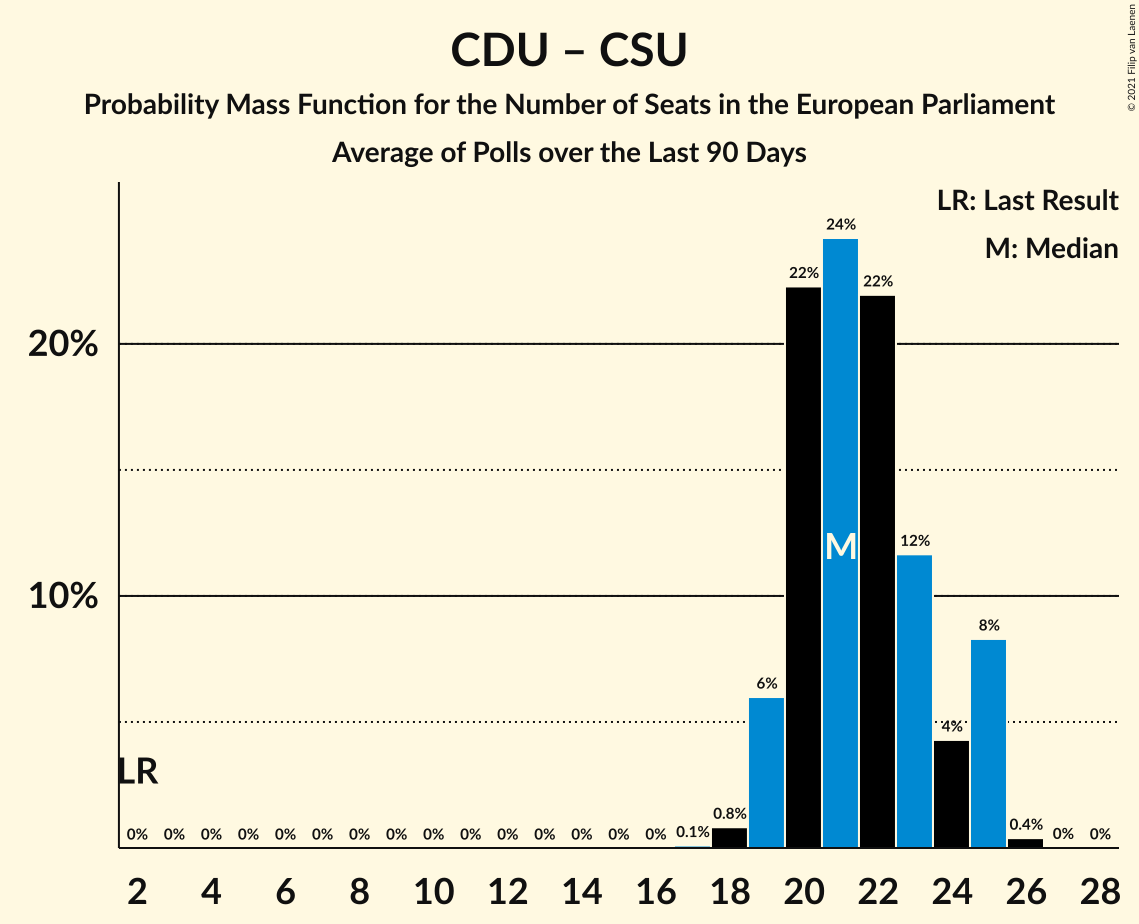 CDU – CSU
Probability Mass Function for the Number of Seats in the European Parliament
Average of Polls over the Last 90 Days
© 2021 Filip van Laenen
LR: Last Result
M: Median
20%
10%
LR
M
0% 0% 0% 0% 0% 0% 0% 0% 0% 0% 0% 0% 0% 0% 0% 0.1% 0.8% 6% 22% 24% 22% 12% 4% 8% 0.4% 0% 0%
2 4 6 8 10 12 14 16 18 20 22 24 26 28